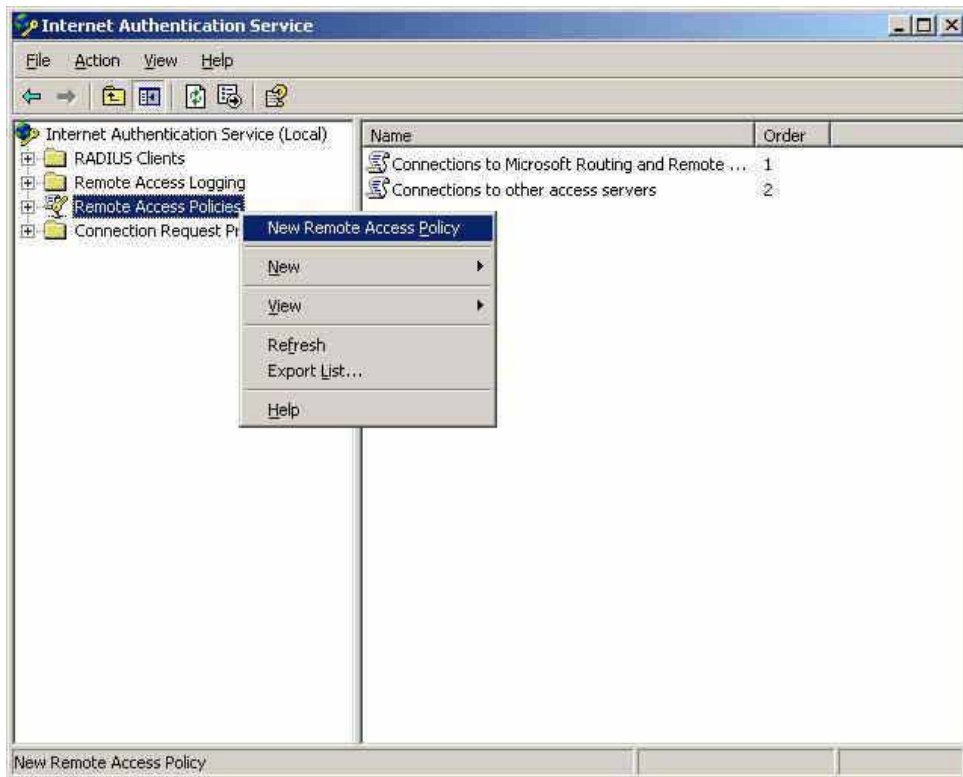 Internet Authentication Service
File Action View Help
Internet Authentication Service (Local)
RADIUS Clients
Remote Access Logging
Remote Access Policies
Connection Request Pr
Name Order
Connections to Microsoft Routing and Remote ... 1
Connections to other access servers 2
New Remote Access Policy
New
View
Refresh
Export List...
Help
New Remote Access Policy